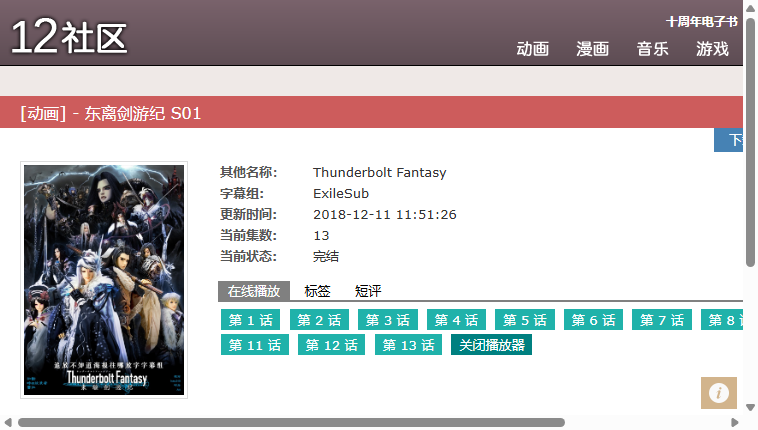 12社区
十周年电子书
动画 漫画 音乐 游戏
[动画] - 东离剑游纪 S01
下
其他名称: Thunderbolt Fantasy
字幕组: ExileSub
更新时间: 2018-12-11 11:51:26
当前集数: 13
当前状态: 完结
在线播放 标签 短评
第 1 话 第 2 话 第 3 话 第 4 话 第 5 话 第 6 话 第 7 话 第 8
第 11 话 第 12 话 第 13 话 关闭播放器
Thunderbolt Fantasy